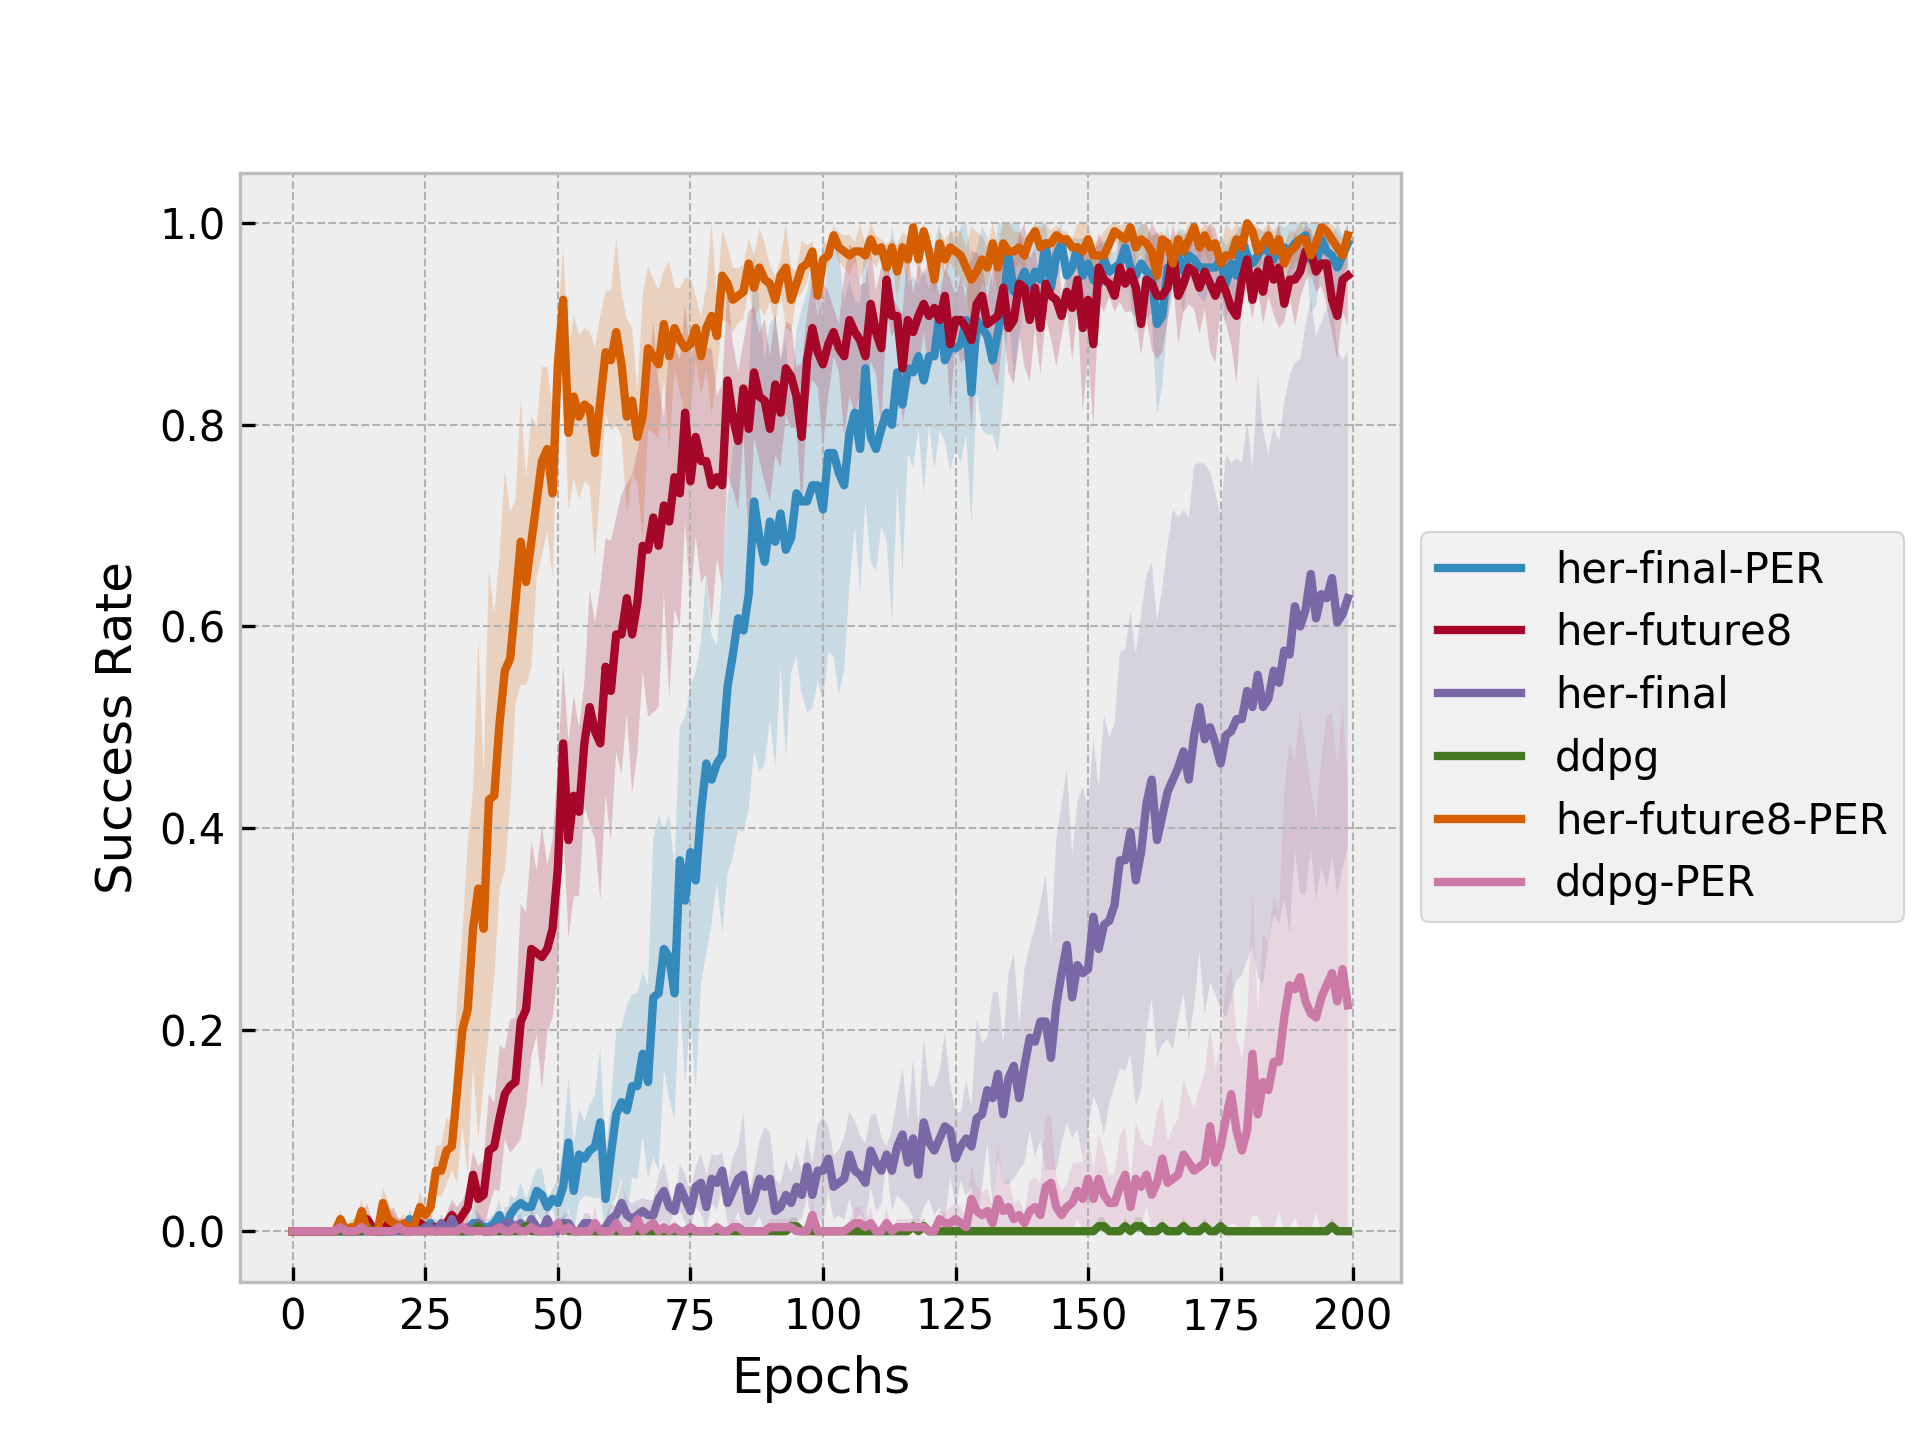 1.0
0.8
0.6
0.4
0.2
0.0
Success Rate
0 25 50 75 100 125 150 175 200
Epochs
her-final-PER
her-future8
her-final
ddpg
her-future8-PER
ddpg-PER